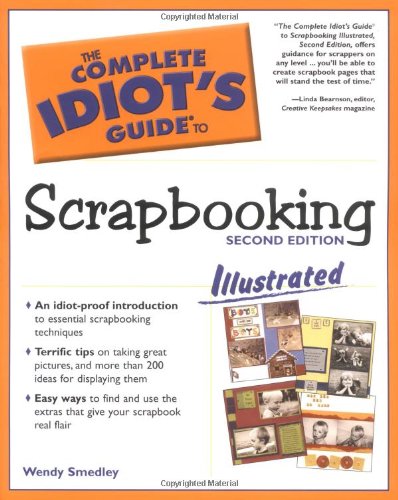 Copyrighted Material
THE
COMPLETE
IDIOT'S
GUIDE® TO
"The Complete Idiot's Guide®
to Scrapbooking Illustrated,
Second Edition, offers
guidance for scrappers on
any level ... you'll be able to
create scrapbook pages that
will stand the test of time."
—Linda Bearnson, editor,
Creative Keepsakes magazine
Scrapbooking
SECOND EDITION
Illustrated
♦ An idiot-proof introduction
to essential scrapbooking
techniques
♦ Terrific tips on taking great
pictures, and more than 200
ideas for displaying them
♦ Easy ways to find and use the
extras that give your scrapbook
real flair
Wendy Smedley
Copyrighted Material